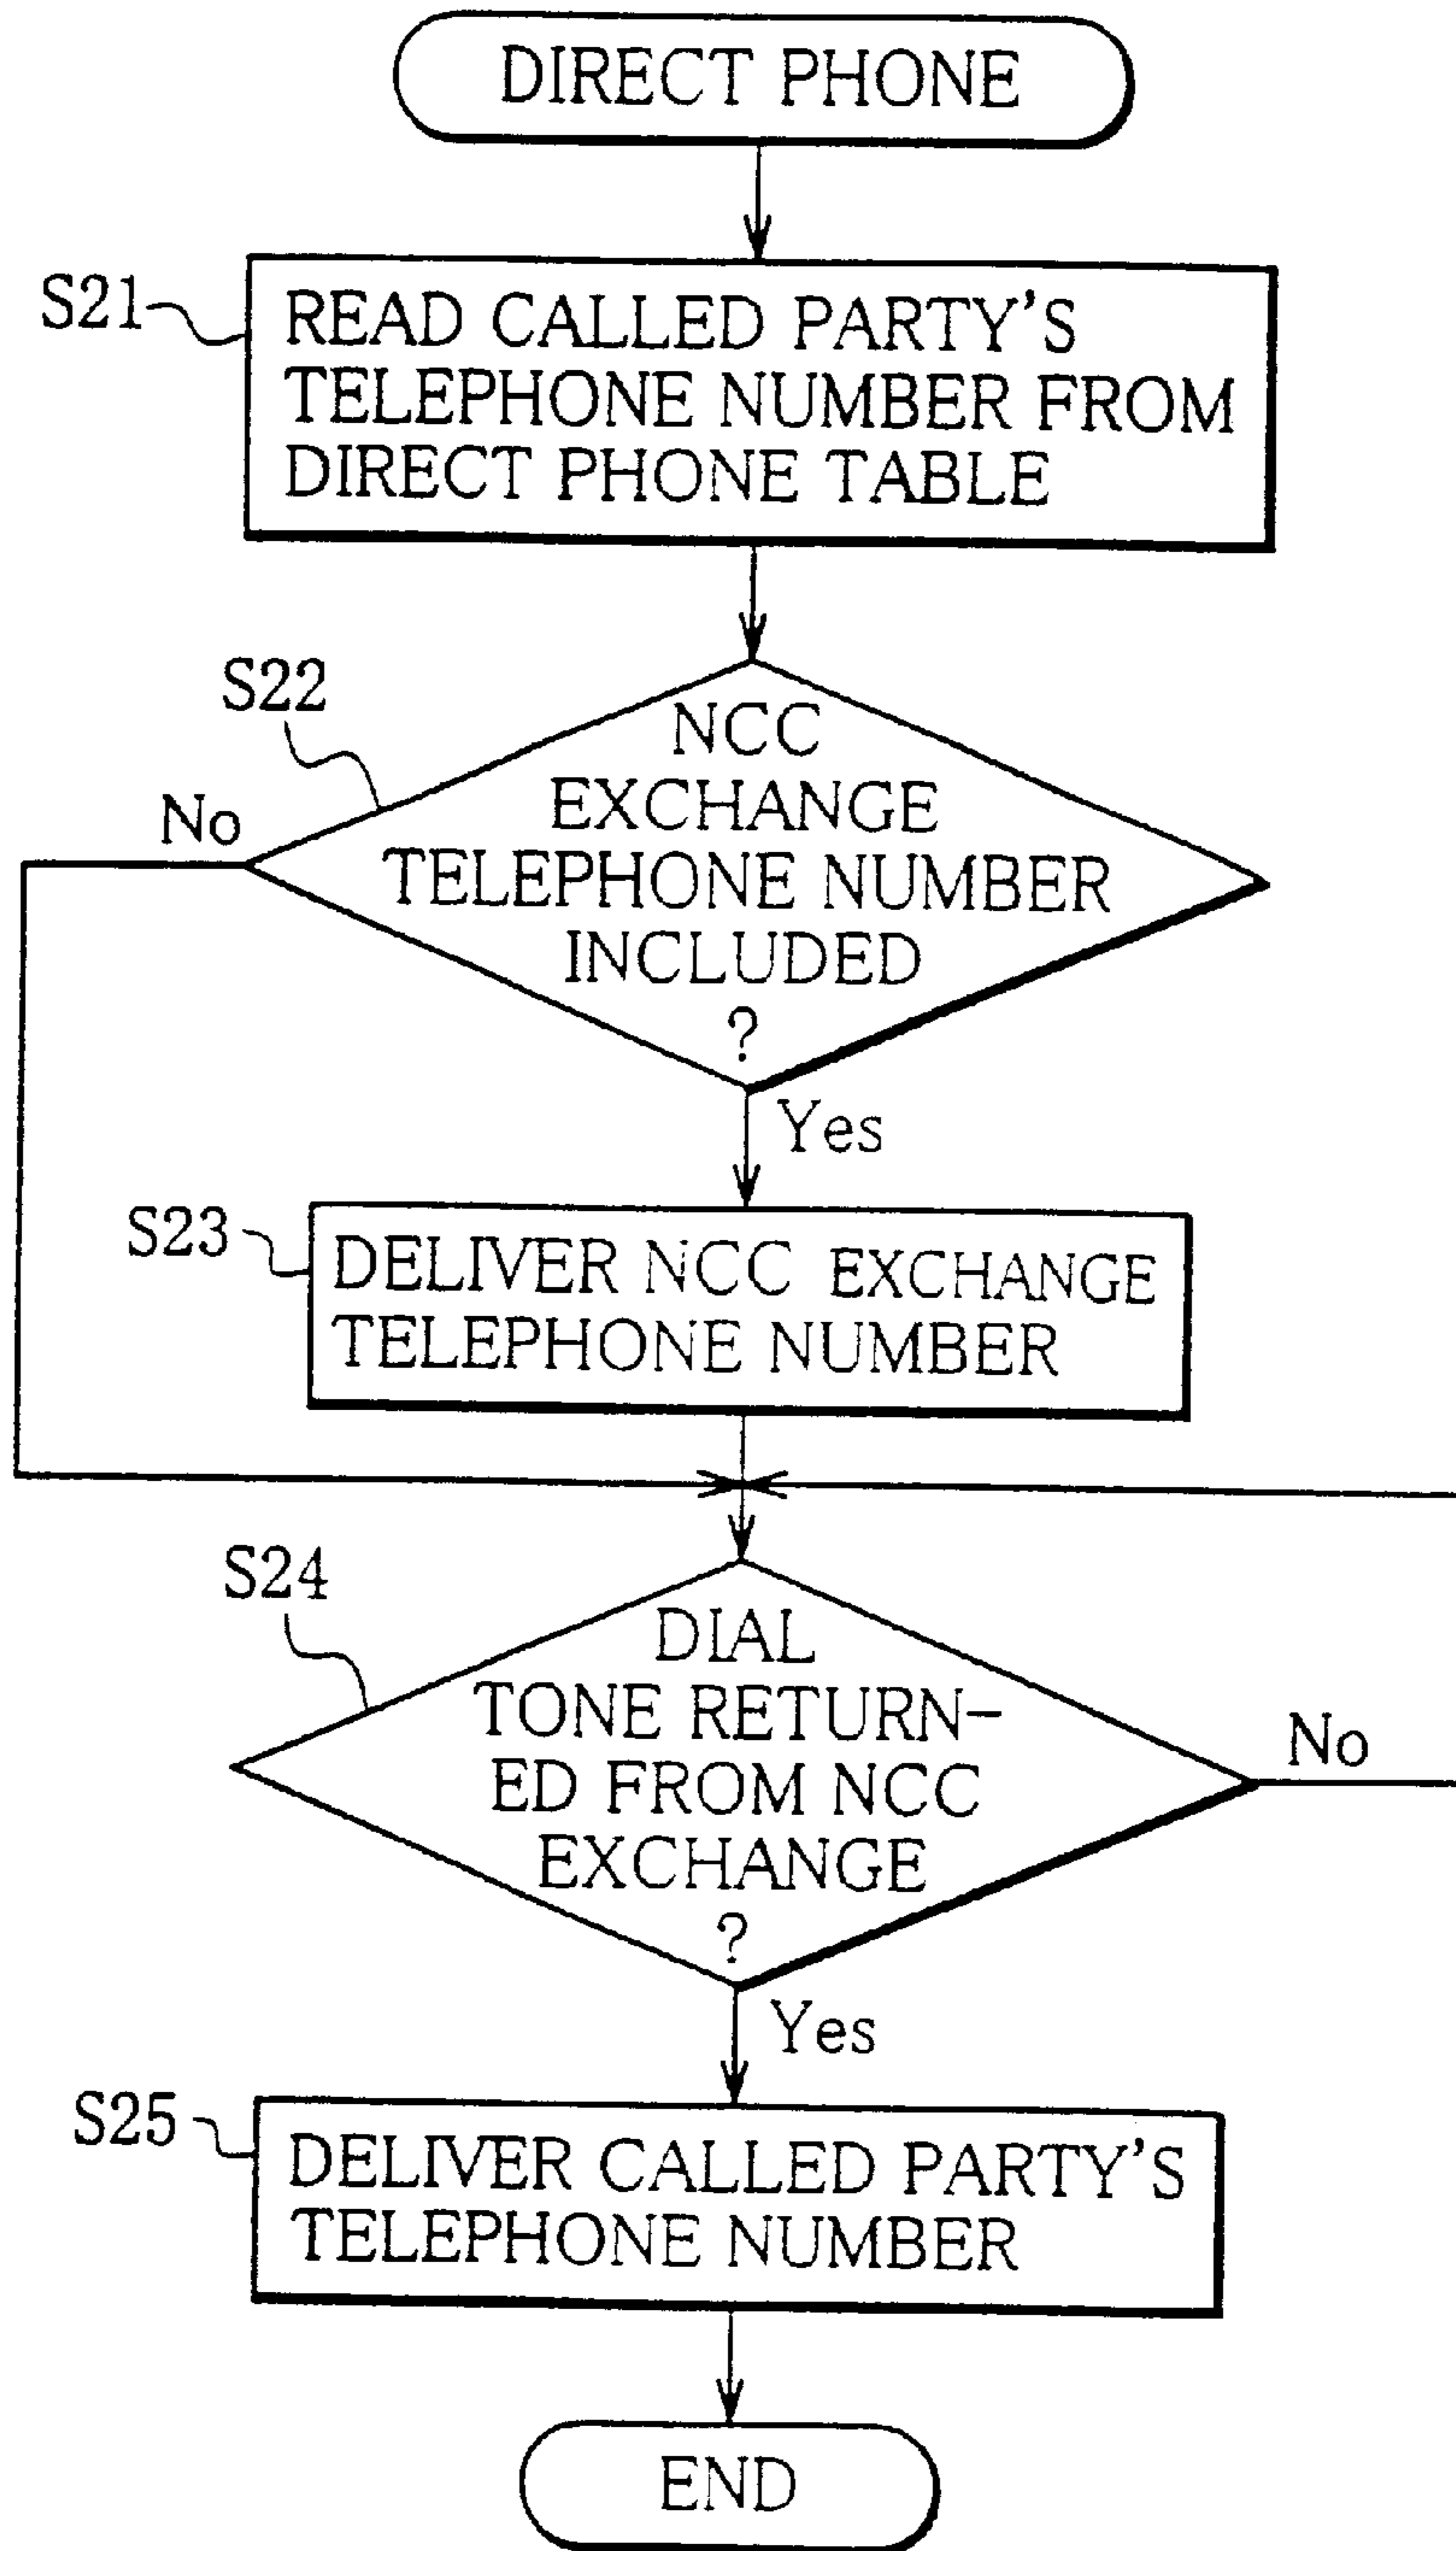 DIRECT PHONE
S21
READ CALLED PARTY'S
TELEPHONE NUMBER FROM
DIRECT PHONE TABLE
S22
No
NCC
EXCHANGE
TELEPHONE NUMBER
INCLUDED
?
Yes
S23
DELIVER NCC EXCHANGE
TELEPHONE NUMBER
S24
DIAL
TONE RETURN-
ED FROM NCC
EXCHANGE
?
No
Yes
S25
DELIVER CALLED PARTY'S
TELEPHONE NUMBER
END